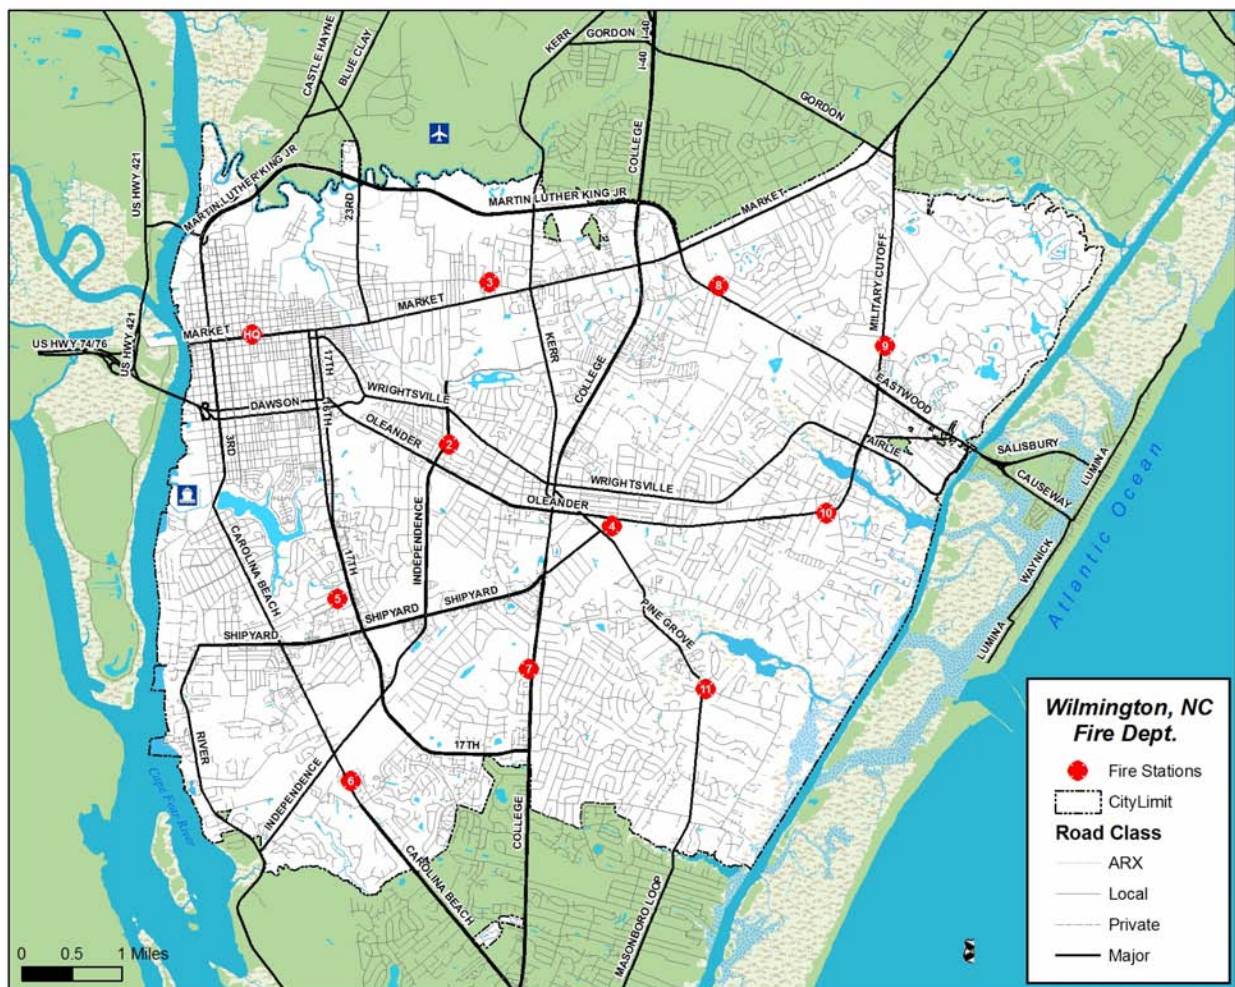 KERR
GORDON
I-40
I-40
CASTLE HAYNE
BLUE CLAY
GORDON
US HWY 421
COLLEGE
MARTIN LUTHER KING JR
23RD
MARTIN LUTHER KING JR
MARKET
MILITARY CUTOFF
3
8
MARKET
MARKET
HQ
US HWY 74/76
US HWY 421
KERR
9
17TH
COLLEGE
WRIGHTSVILLE
EASTWOOD
DAWSON
16TH
OLEANDER
3RD
2
FAIRLIE
SALISBURY
LUMINA
CAUSEWAY
WRIGHTSVILLE
OLEANDER
10
4
INDEPENDENCE
Atlantic Ocean
WAYNICK
17TH
CAROLINA BEACH
5
SHIPYARD
SHIPYARD
SHIPYARD
PINE GROVE
LUMINA
7
11
RIVER
17TH
6
INDEPENDENCE
Cape Fear River
COLLEGE
CAROLINA BEACH
MASONBORO LOOP
0 0.5 1 Miles
Wilmington, NC
Fire Dept.
Fire Stations
CityLimit
Road Class
ARX
Local
Private
Major